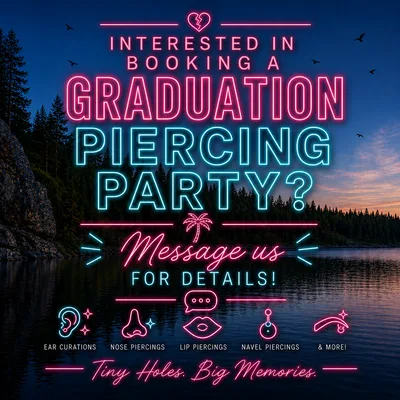 INTERESTED IN
BOOKING A
GRADUATION
PIERCING
PARTY?
Message us
FOR DETAILS!
EAR CURATIONS NOSE PIERCINGS LIP PIERCINGS NAVEL PIERCINGS & MORE!
Tiny Holes. Big Memories.